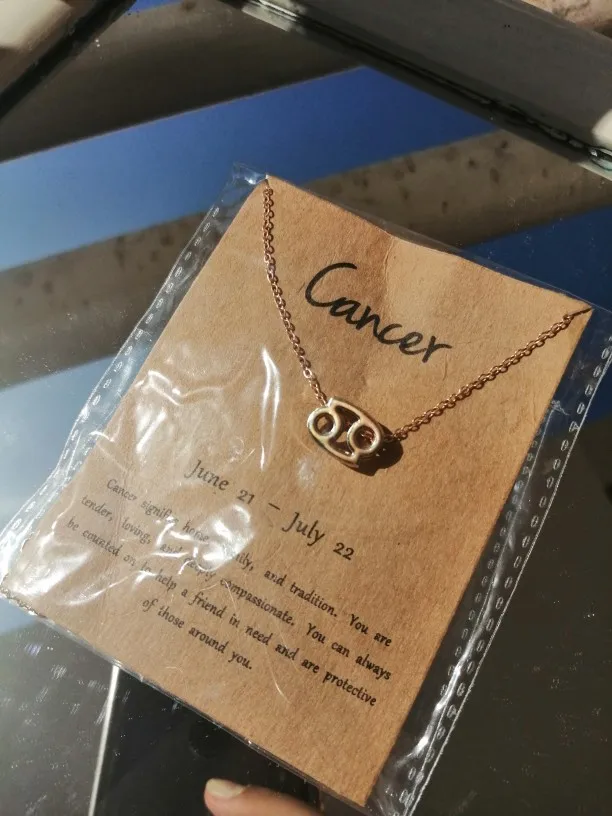 Cancer
June 21 – July 22
Cancer home and tradition. You are
tender, loving, compassionate. You can always
be counted on to help a friend in need and are protective
of those around you.